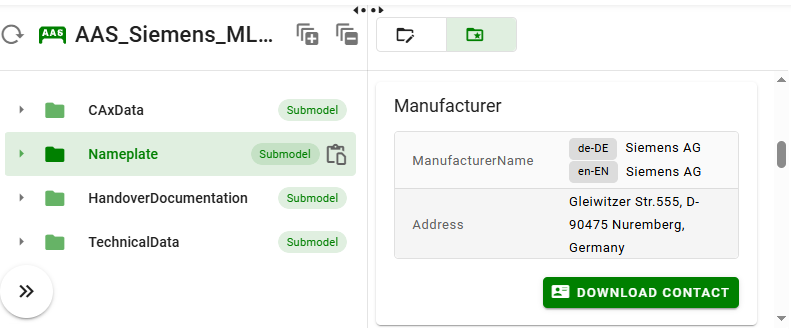 AAS AAS_Siemens_ML...
CAxData Submodel
Nameplate Submodel
HandoverDocumentation Submodel
TechnicalData Submodel
Manufacturer
ManufacturerName de-DE Siemens AG
en-EN Siemens AG
Address Gleiwitzer Str.555, D-
90475 Nuremberg,
Germany
DOWNLOAD CONTACT